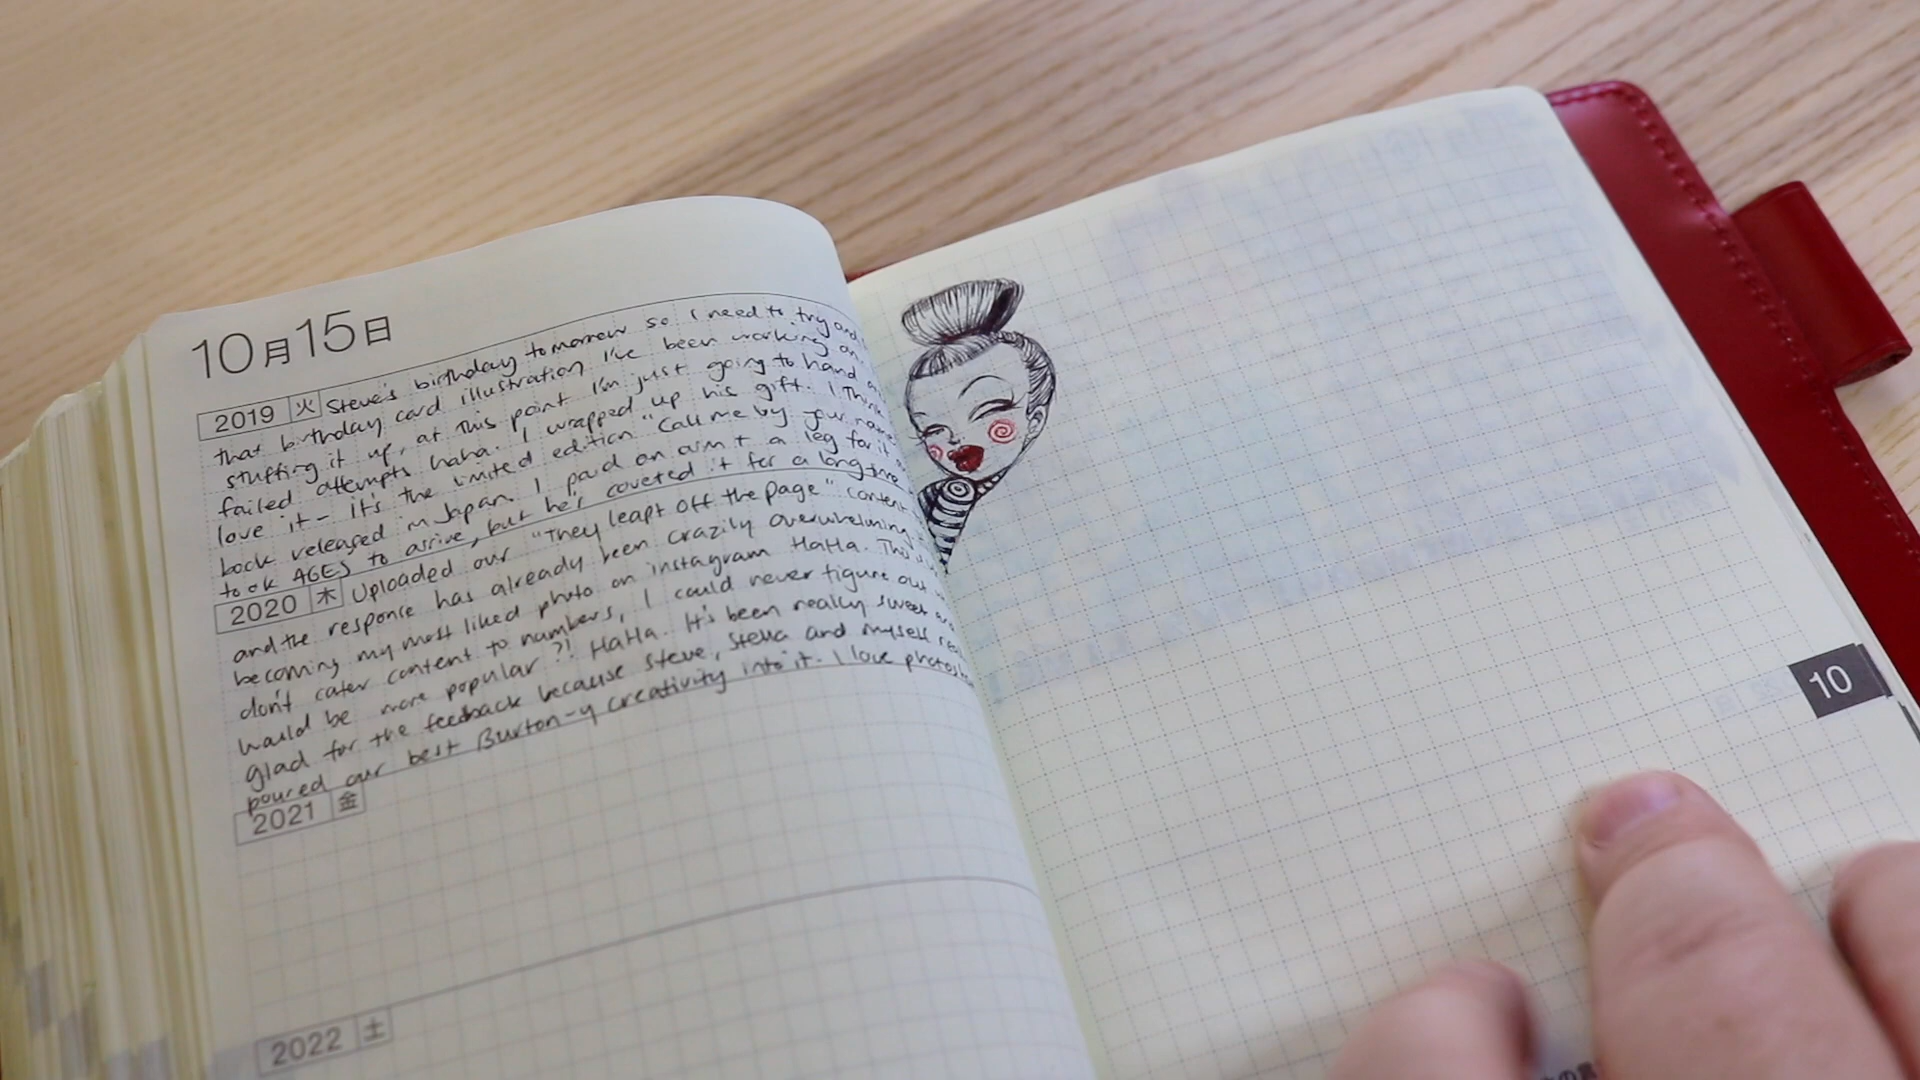 10月15日
2019 火 Steve's birthday tomorrow so I need to try and
that birthday card illustration I've been working on
stuffing it up, at this point I'm just going to hand
failed attempts haha. I wrapped up his gift. I think
love it - It's the limited edition "Call me by your name
book released in Japan. I paid an arm + a leg for it
took AGES to arrive, but he's coveted it for a long time
2020 木 Uploaded our "They leapt off the page" content
and the response has already been crazily overwhelming
becoming my most liked photo on instagram HaHa. This
don't cater content to numbers, I could never figure out
would be more popular?! HaHa. It's been really sweet and
glad for the feedback because Steve, Stella and myself
poured our best Burton-y creativity into it. I love
2021 金
2022 土
10